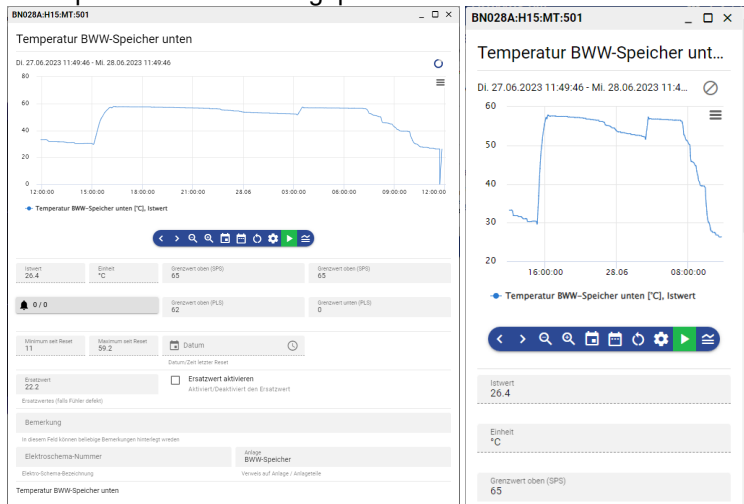 BN028A:H15:MT:501
Temperatur BWW-Speicher unten
Di. 27.06.2023 11:49:46 - Mi. 28.06.2023 11:49:46
80
60
40
20
0
12:00:00 15:00:00 18:00:00 21:00:00 28.06 03:00:00 06:00:00 09:00:00 12:00:00
Temperatur BWW-Speicher unten [°C], Istwert
Istwert
26.4
Einheit
°C
Grenzwert oben (SPS)
65
Grenzwert oben (SPS)
65
0 / 0
Grenzwert oben (PLS)
62
Grenzwert unten (PLS)
0
Minimum seit Reset
11
Maximum seit Reset
59.2
Datum
Datum/Zeit letzter Reset
Ersatzwert
22.2
Ersatzwertes (falls Fühler defekt)
Ersatzwert aktivieren
Aktiviert/Deaktiviert den Ersatzwert
Bemerkung
In diesem Feld können beliebige Bemerkungen hinterlegt
Elektroschema-Nummer
Elektro-Schema-Bezeichnung
Anlage
BWW-Speicher
Verweis auf Anlage / Anlageteile
Temperatur BWW-Speicher unten
BN028A:H15:MT:501
Temperatur BWW-Speicher unt...
Di. 27.06.2023 11:49:46 - Mi. 28.06.2023 11:4...
60
50
40
30
20
16:00:00 28.06 08:00:00
Temperatur BWW-Speicher unten [°C], Istwert
Istwert
26.4
Einheit
°C
Grenzwert oben (SPS)
65